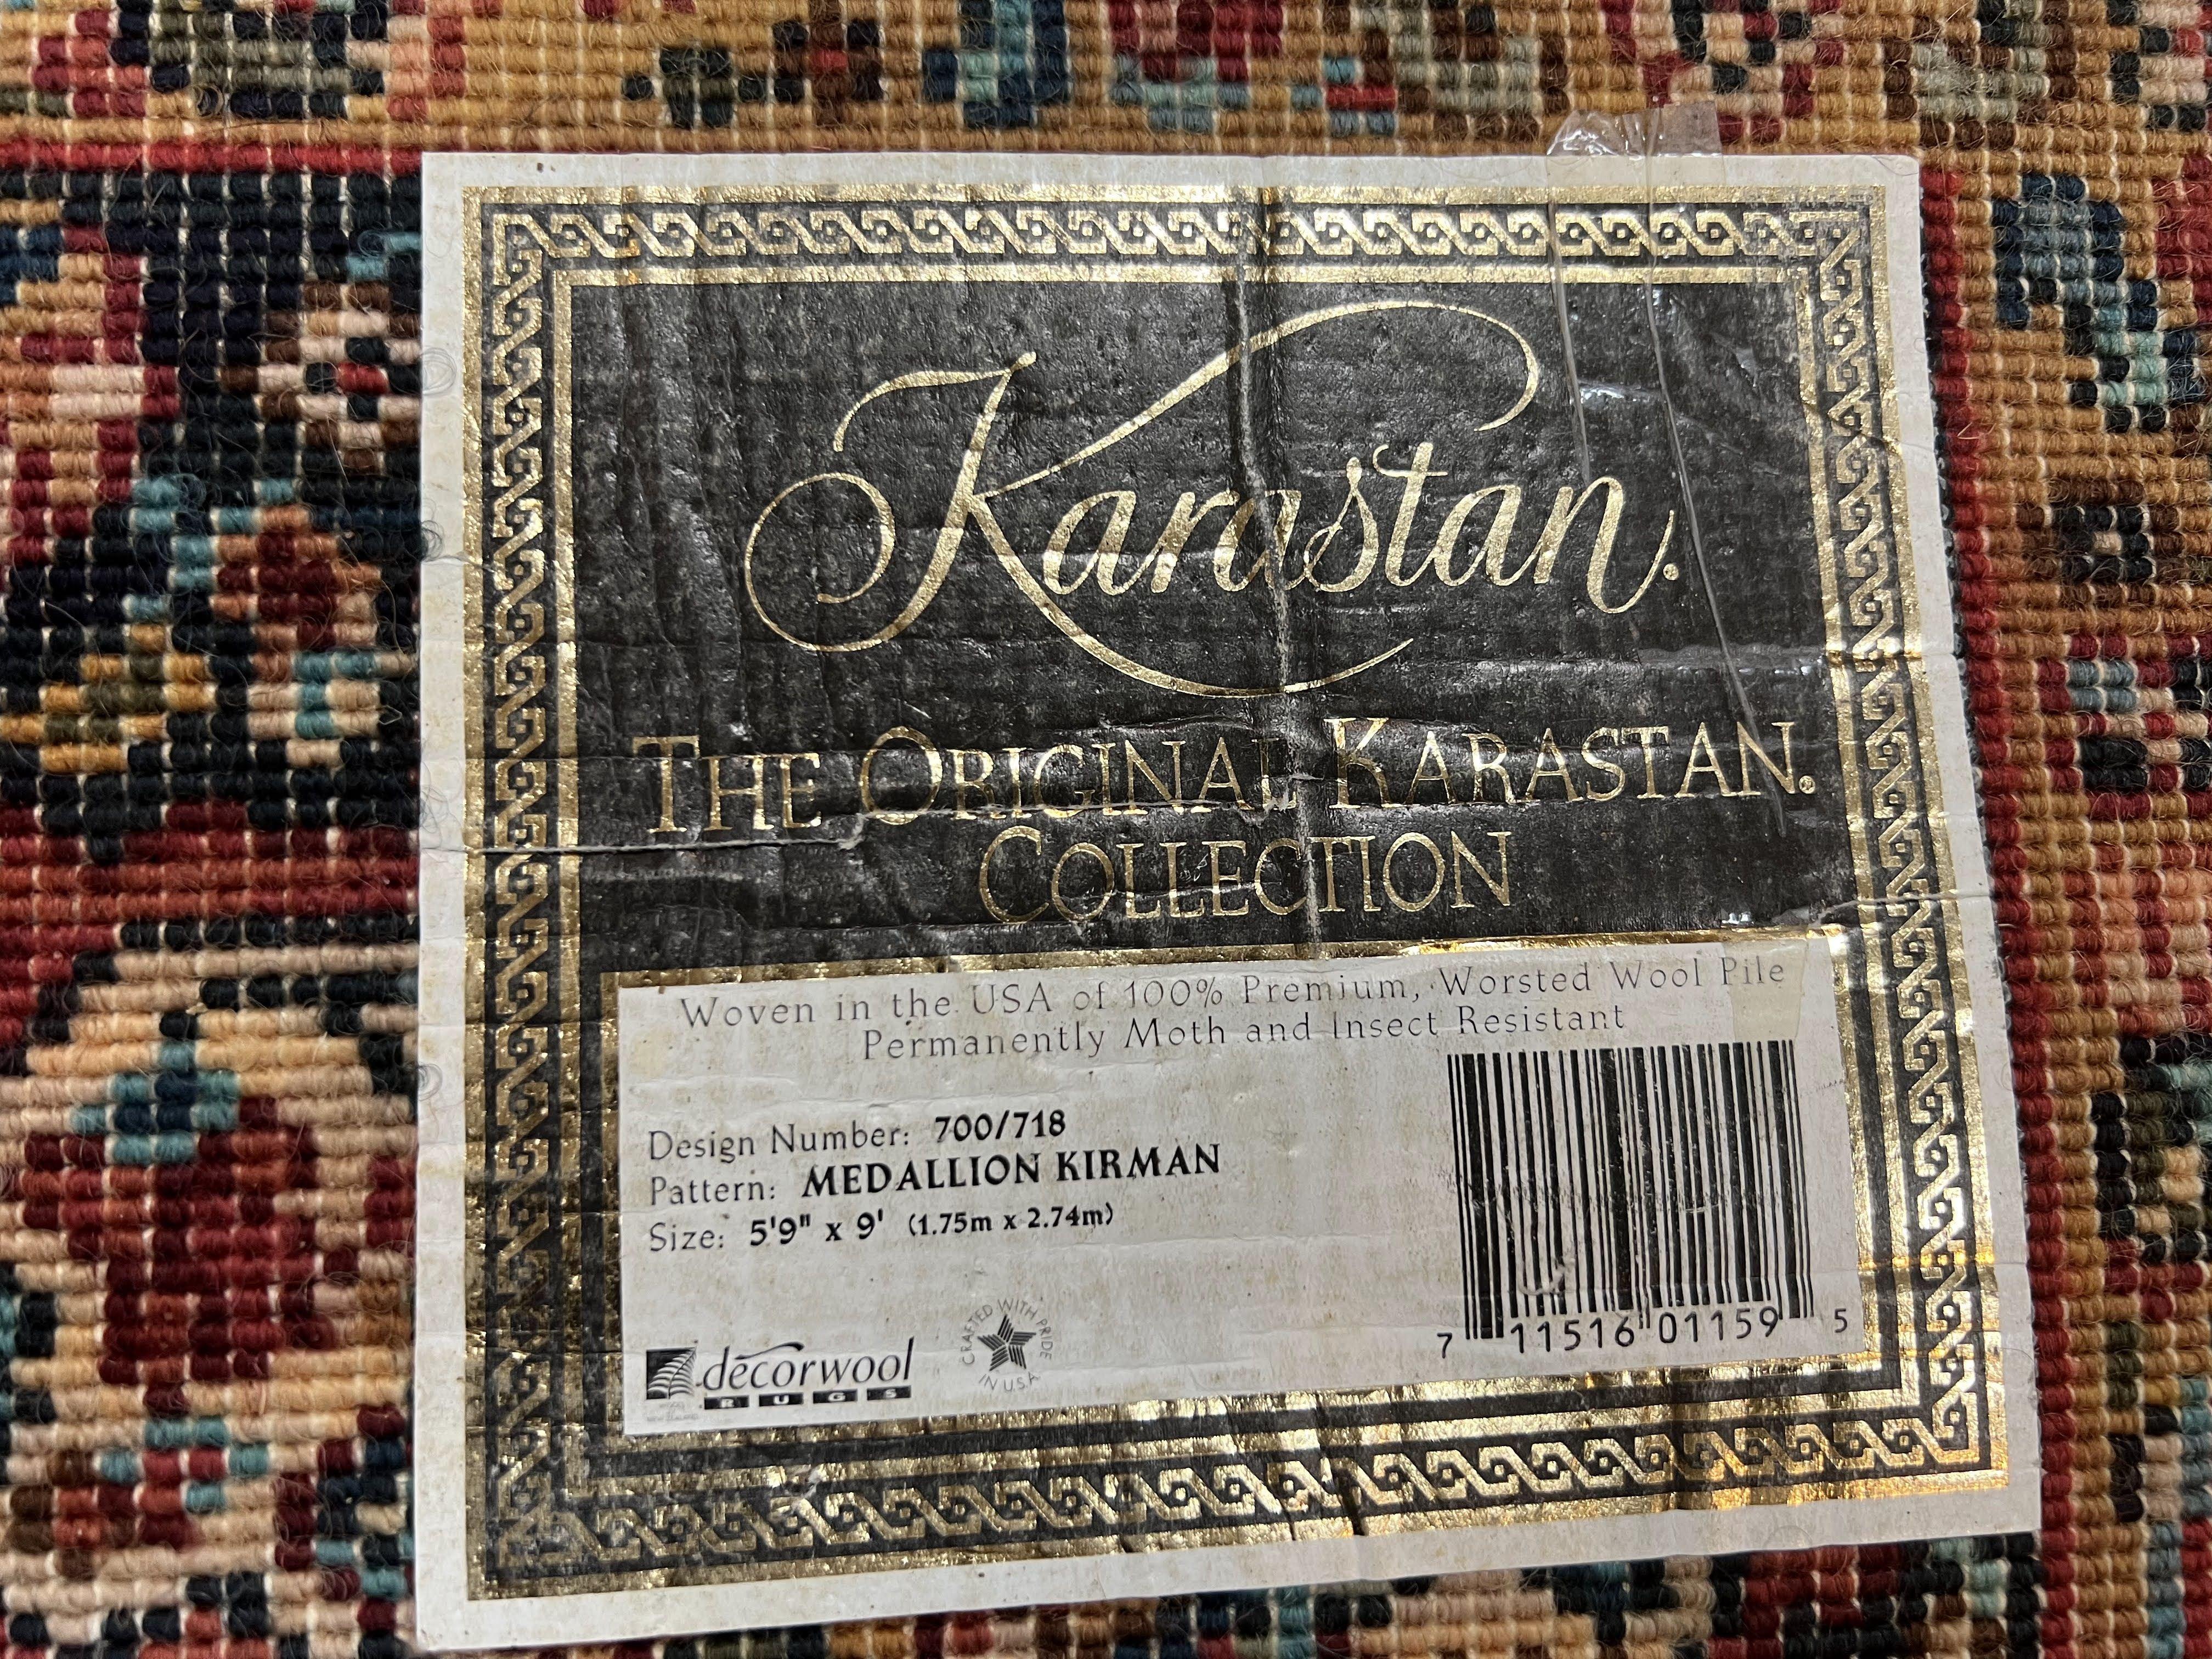 Karastan.
THE ORIGINAL KARASTAN.
COLLECTION
Woven in the USA of 100% Premium, Worsted Wool Pile
Permanently Moth and Insect Resistant
Design Number: 700/718
Pattern: MEDALLION KIRMAN
Size: 5'9" x 9' (1.75m x 2.74m)
decorwool
RUGS
CRAFTED WITH PRIDE
IN U.S.A.
7 11516 01159 5